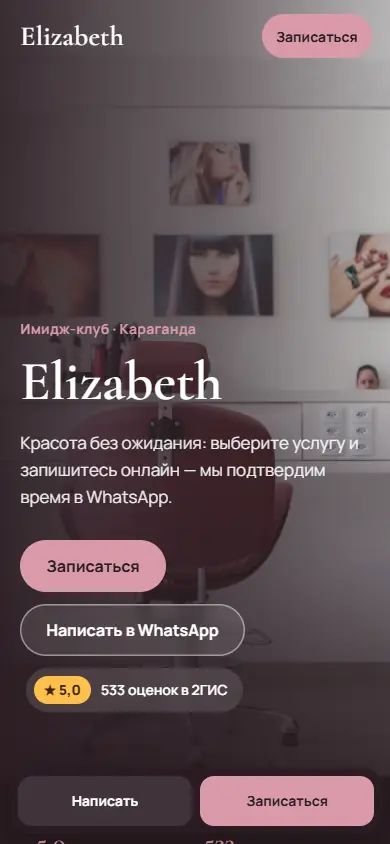 Elizabeth
Записаться
Имидж-клуб · Караганда
Elizabeth
Красота без ожидания: выберите услугу и
запишитесь онлайн — мы подтвердим
время в WhatsApp.
Записаться
Написать в WhatsApp
★ 5,0 533 оценок в 2ГИС
Написать
Записаться